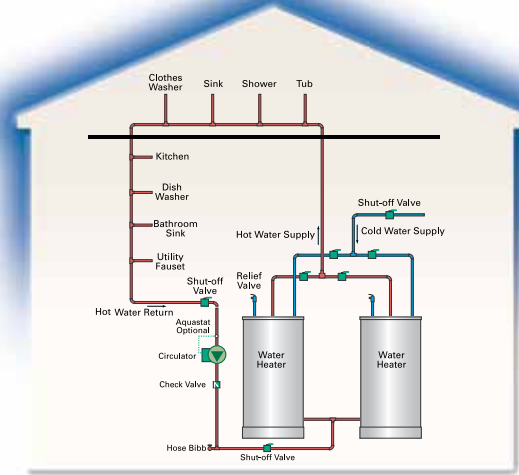 Clothes
Washer
Sink
Shower
Tub
Kitchen
Dish
Washer
Bathroom
Sink
Utility
Fauset
Shut-off Valve
Hot Water Supply
Cold Water Supply
Shut-off
Valve
Relief
Valve
Hot Water Return
Aquastat
Optional
Circulator
Water
Heater
Water
Heater
Check Valve
Hose Bibb
Shut-off Valve